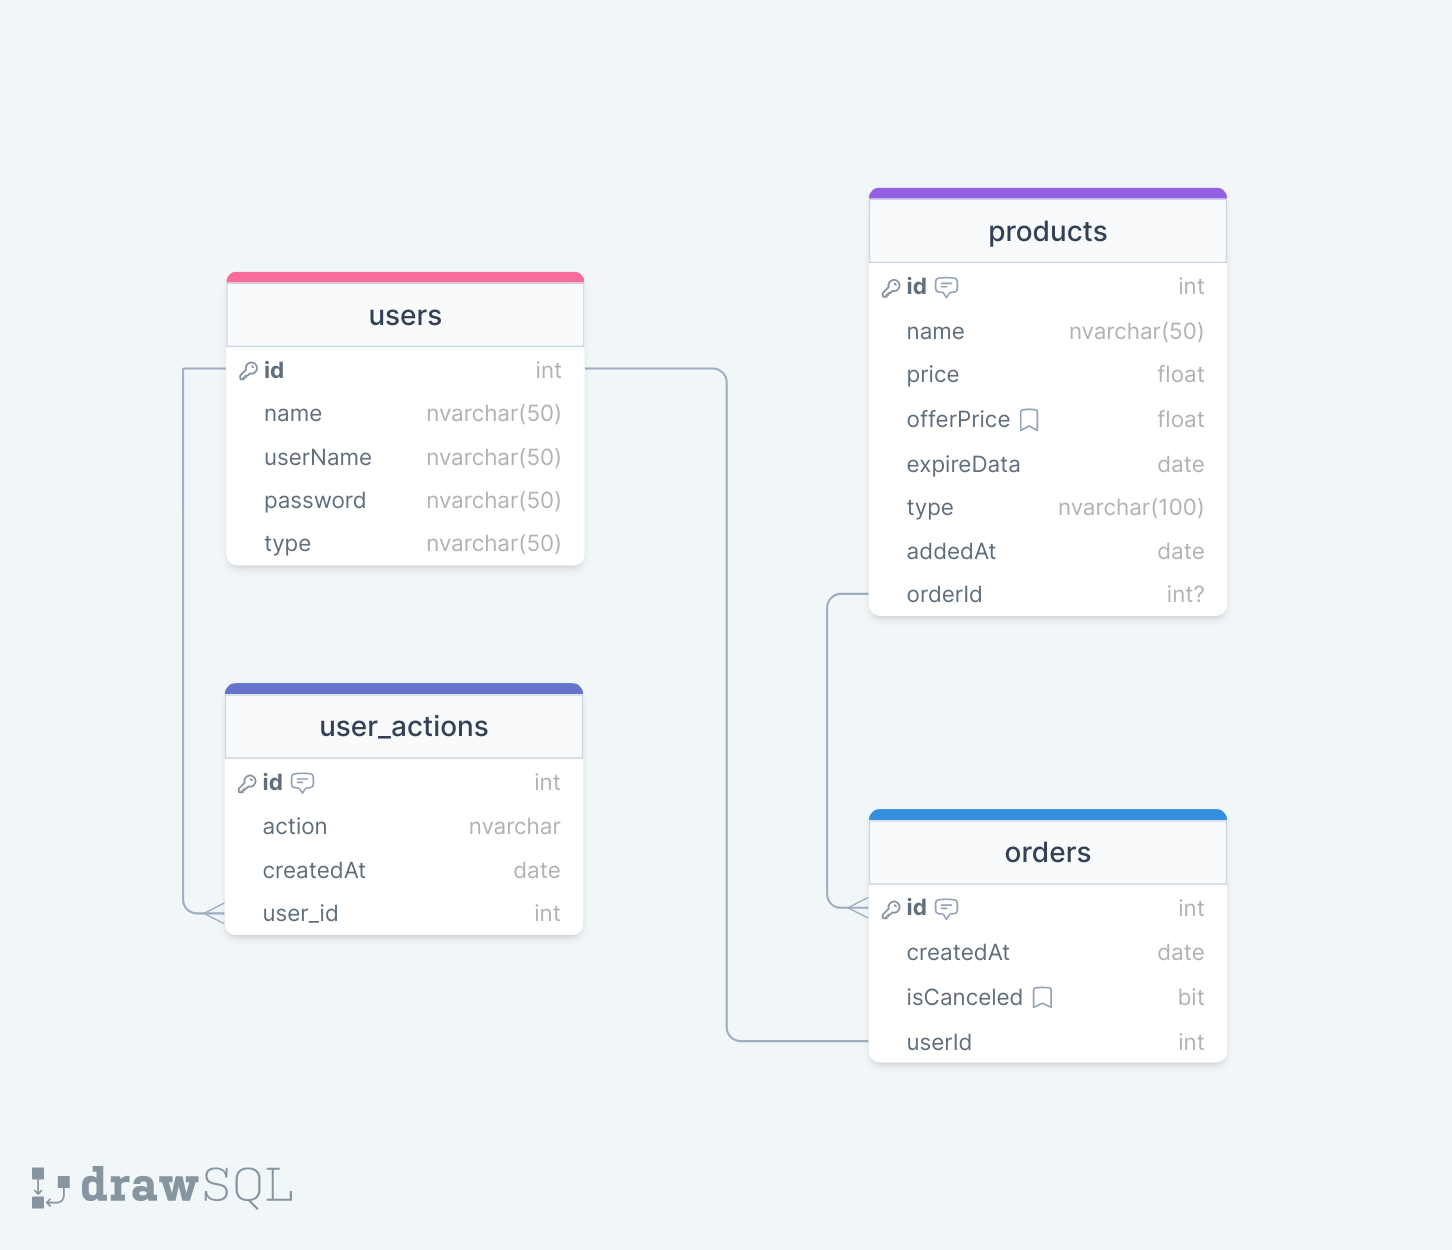 users
id int
name nvarchar(50)
userName nvarchar(50)
password nvarchar(50)
type nvarchar(50)
user_actions
id int
action nvarchar
createdAt date
user_id int
products
id int
name nvarchar(50)
price float
offerPrice float
expireData date
type nvarchar(100)
addedAt date
orderId int?
orders
id int
createdAt date
isCanceled bit
userId int
drawSQL